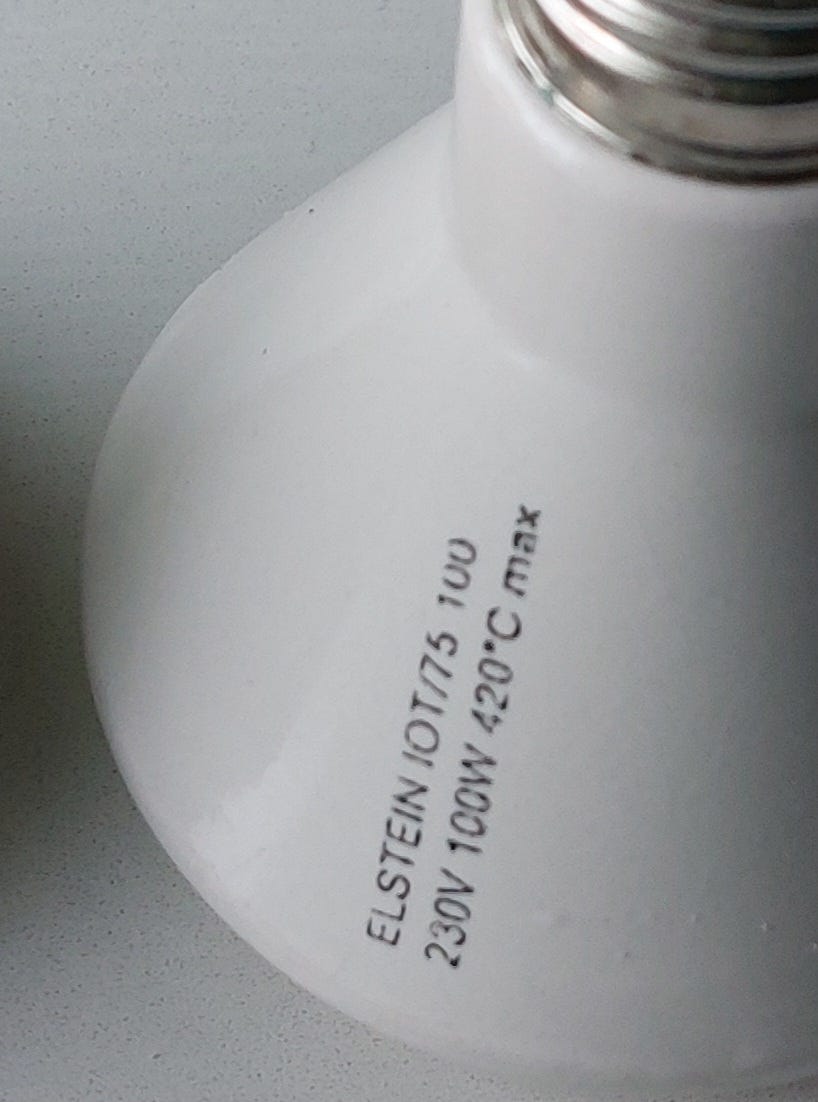 ELSTEIN IOT/75 100
230V 100W 420°C max